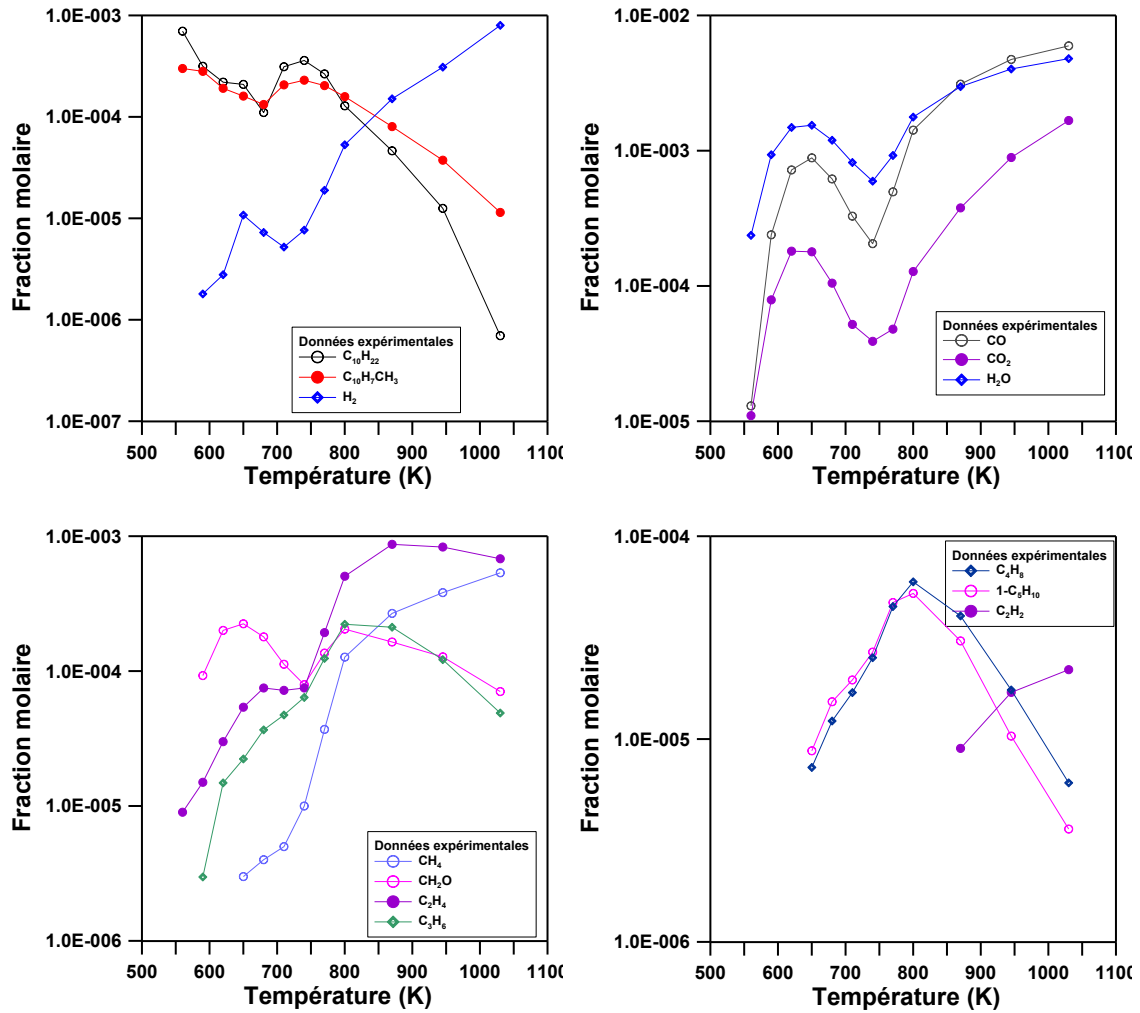 1.0E-003
1.0E-004
1.0E-005
1.0E-006
1.0E-007
Fraction molaire
Données expérimentales
C₁₀H₂₂
C₁₀H₇CH₃
H₂
500 600 700 800 900 1000 1100
Température (K)
1.0E-002
1.0E-003
1.0E-004
1.0E-005
Fraction molaire
Données expérimentales
CO
CO₂
H₂O
500 600 700 800 900 1000 1100
Température (K)
1.0E-003
1.0E-004
1.0E-005
1.0E-006
Fraction molaire
Données expérimentales
CH₄
CH₂O
C₂H₄
C₃H₆
500 600 700 800 900 1000 1100
Température (K)
1.0E-004
1.0E-005
1.0E-006
Fraction molaire
Données expérimentales
C₄H₈
1-C₅H₁₀
C₂H₂
500 600 700 800 900 1000 1100
Température (K)